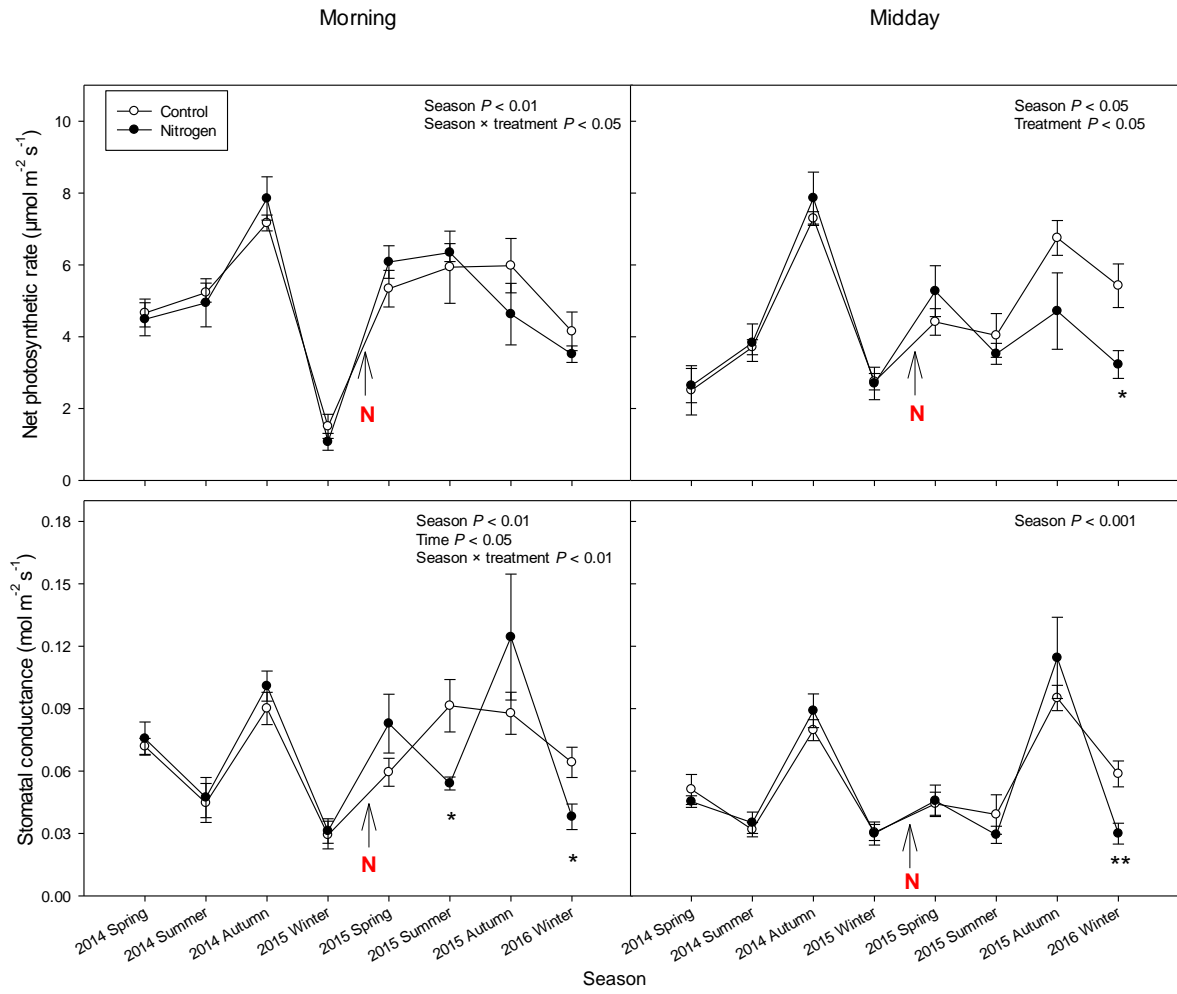 Morning
Midday
Control
Nitrogen
Season P < 0.01
Season × treatment P < 0.05
Season P < 0.05
Treatment P < 0.05
Net photosynthetic rate (µmol m⁻² s⁻¹)
10
8
6
4
2
0
N
N
*
Season P < 0.01
Time P < 0.05
Season × treatment P < 0.01
Season P < 0.001
Stomatal conductance (mol m⁻² s⁻¹)
0.18
0.15
0.12
0.09
0.06
0.03
0.00
N
*
*
N
**
2014 Spring
2014 Summer
2014 Autumn
2015 Winter
2015 Spring
2015 Summer
2015 Autumn
2016 Winter
2014 Spring
2014 Summer
2014 Autumn
2015 Winter
2015 Spring
2015 Summer
2015 Autumn
2016 Winter
Season